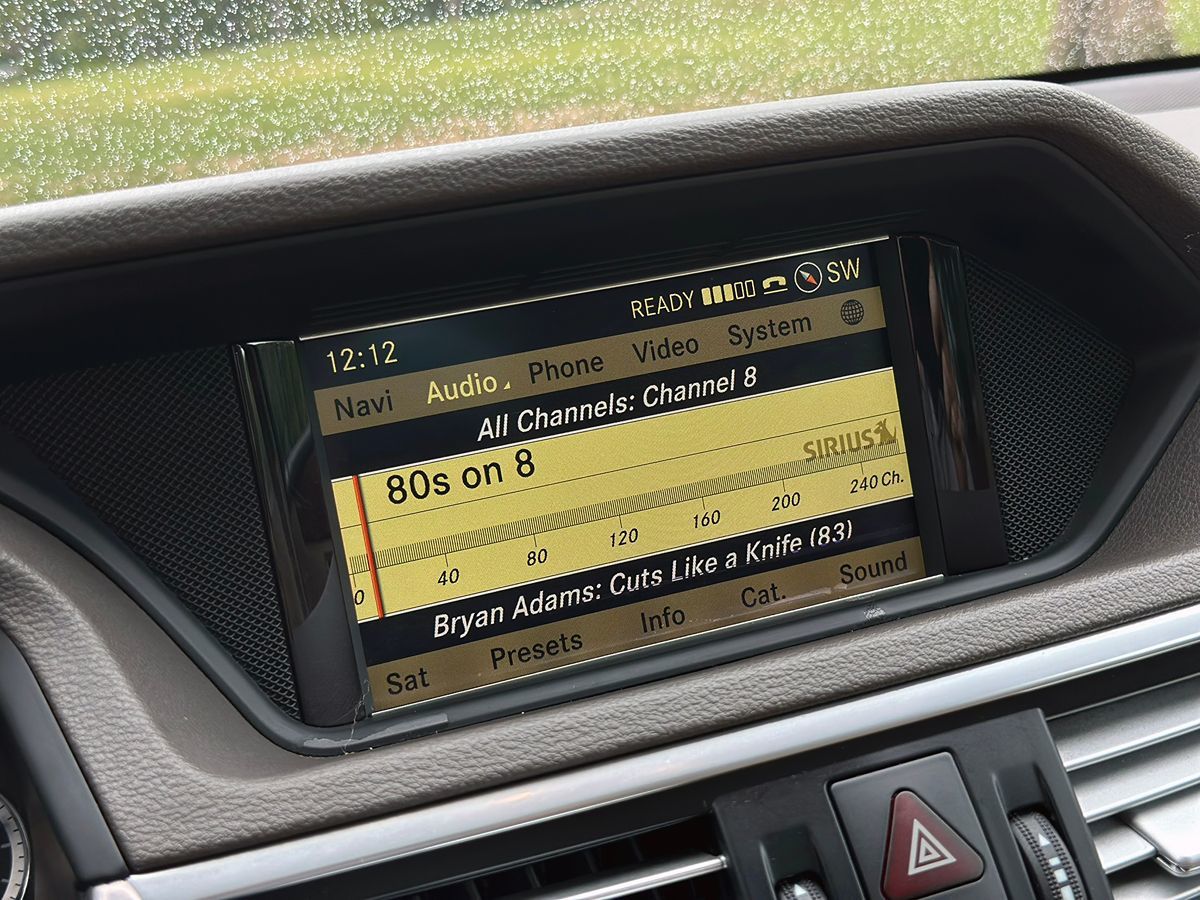 READY SW
12:12
Navi Audio Phone Video System
All Channels: Channel 8
80s on 8
SIRIUS
0 40 80 120 160 200 240 Ch.
Bryan Adams: Cuts Like a Knife (83)
Sat Presets Info Cat. Sound